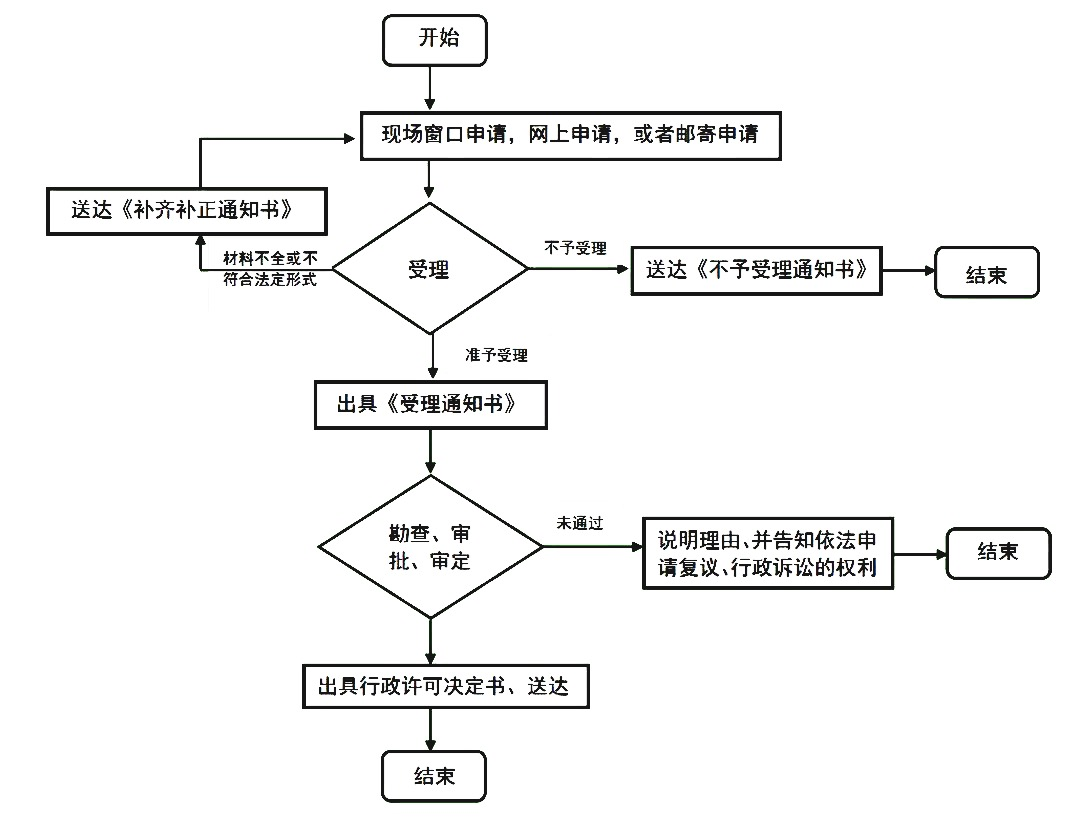 开始
现场窗口申请，网上申请，或者邮寄申请
送达《补齐补正通知书》
材料不全或不
符合法定形式
受理
不予受理
送达《不予受理通知书》
结束
准予受理
出具《受理通知书》
勘查、审
批、审定
未通过
说明理由、并告知依法申
请复议、行政诉讼的权利
结束
出具行政许可决定书、送达
结束